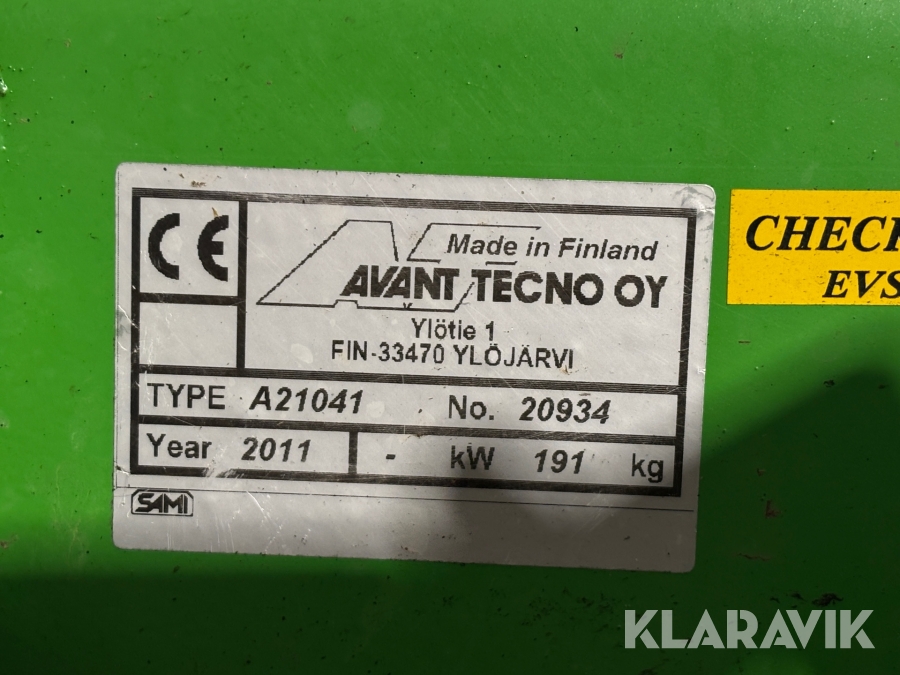 CE
Made in Finland
AVANT TECNO OY
Ylötie 1
FIN-33470 YLÖJÄRVI
TYPE A21041 No. 20934
Year 2011 - kW 191 kg
SAMI
EVS
KLARAVIK